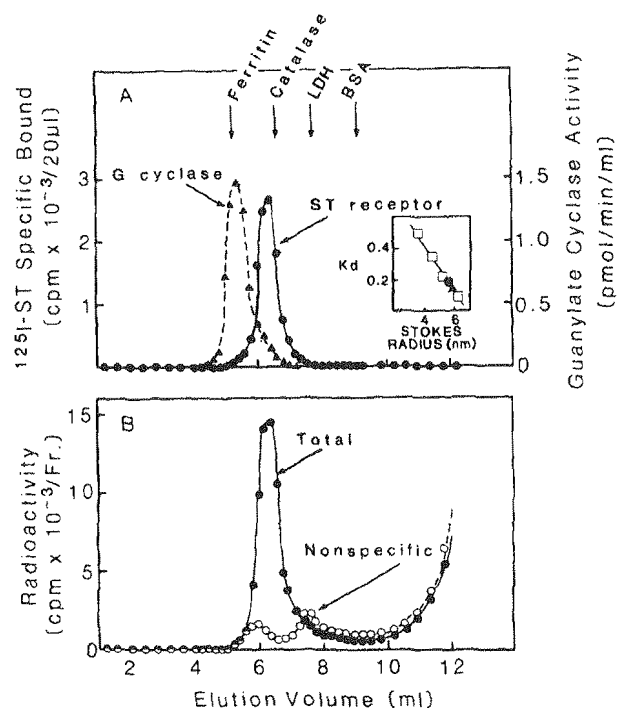 Ferritin
Catalase
LDH
BSA
A
¹²⁵I-ST Specific Bound
(cpm x 10⁻³/20µl)
3
2
1
G cyclase
ST receptor
Kd
0.4
0.2
4
6
STOKES
RADIUS (nm)
1.5
1.0
0.5
0
Guanylate Cyclase Activity
(pmol/min/ml)
B
Radioactivity
(cpm x 10⁻³/Fr.)
15
10
5
0
Total
Nonspecific
2
4
6
8
10
12
Elution Volume (ml)